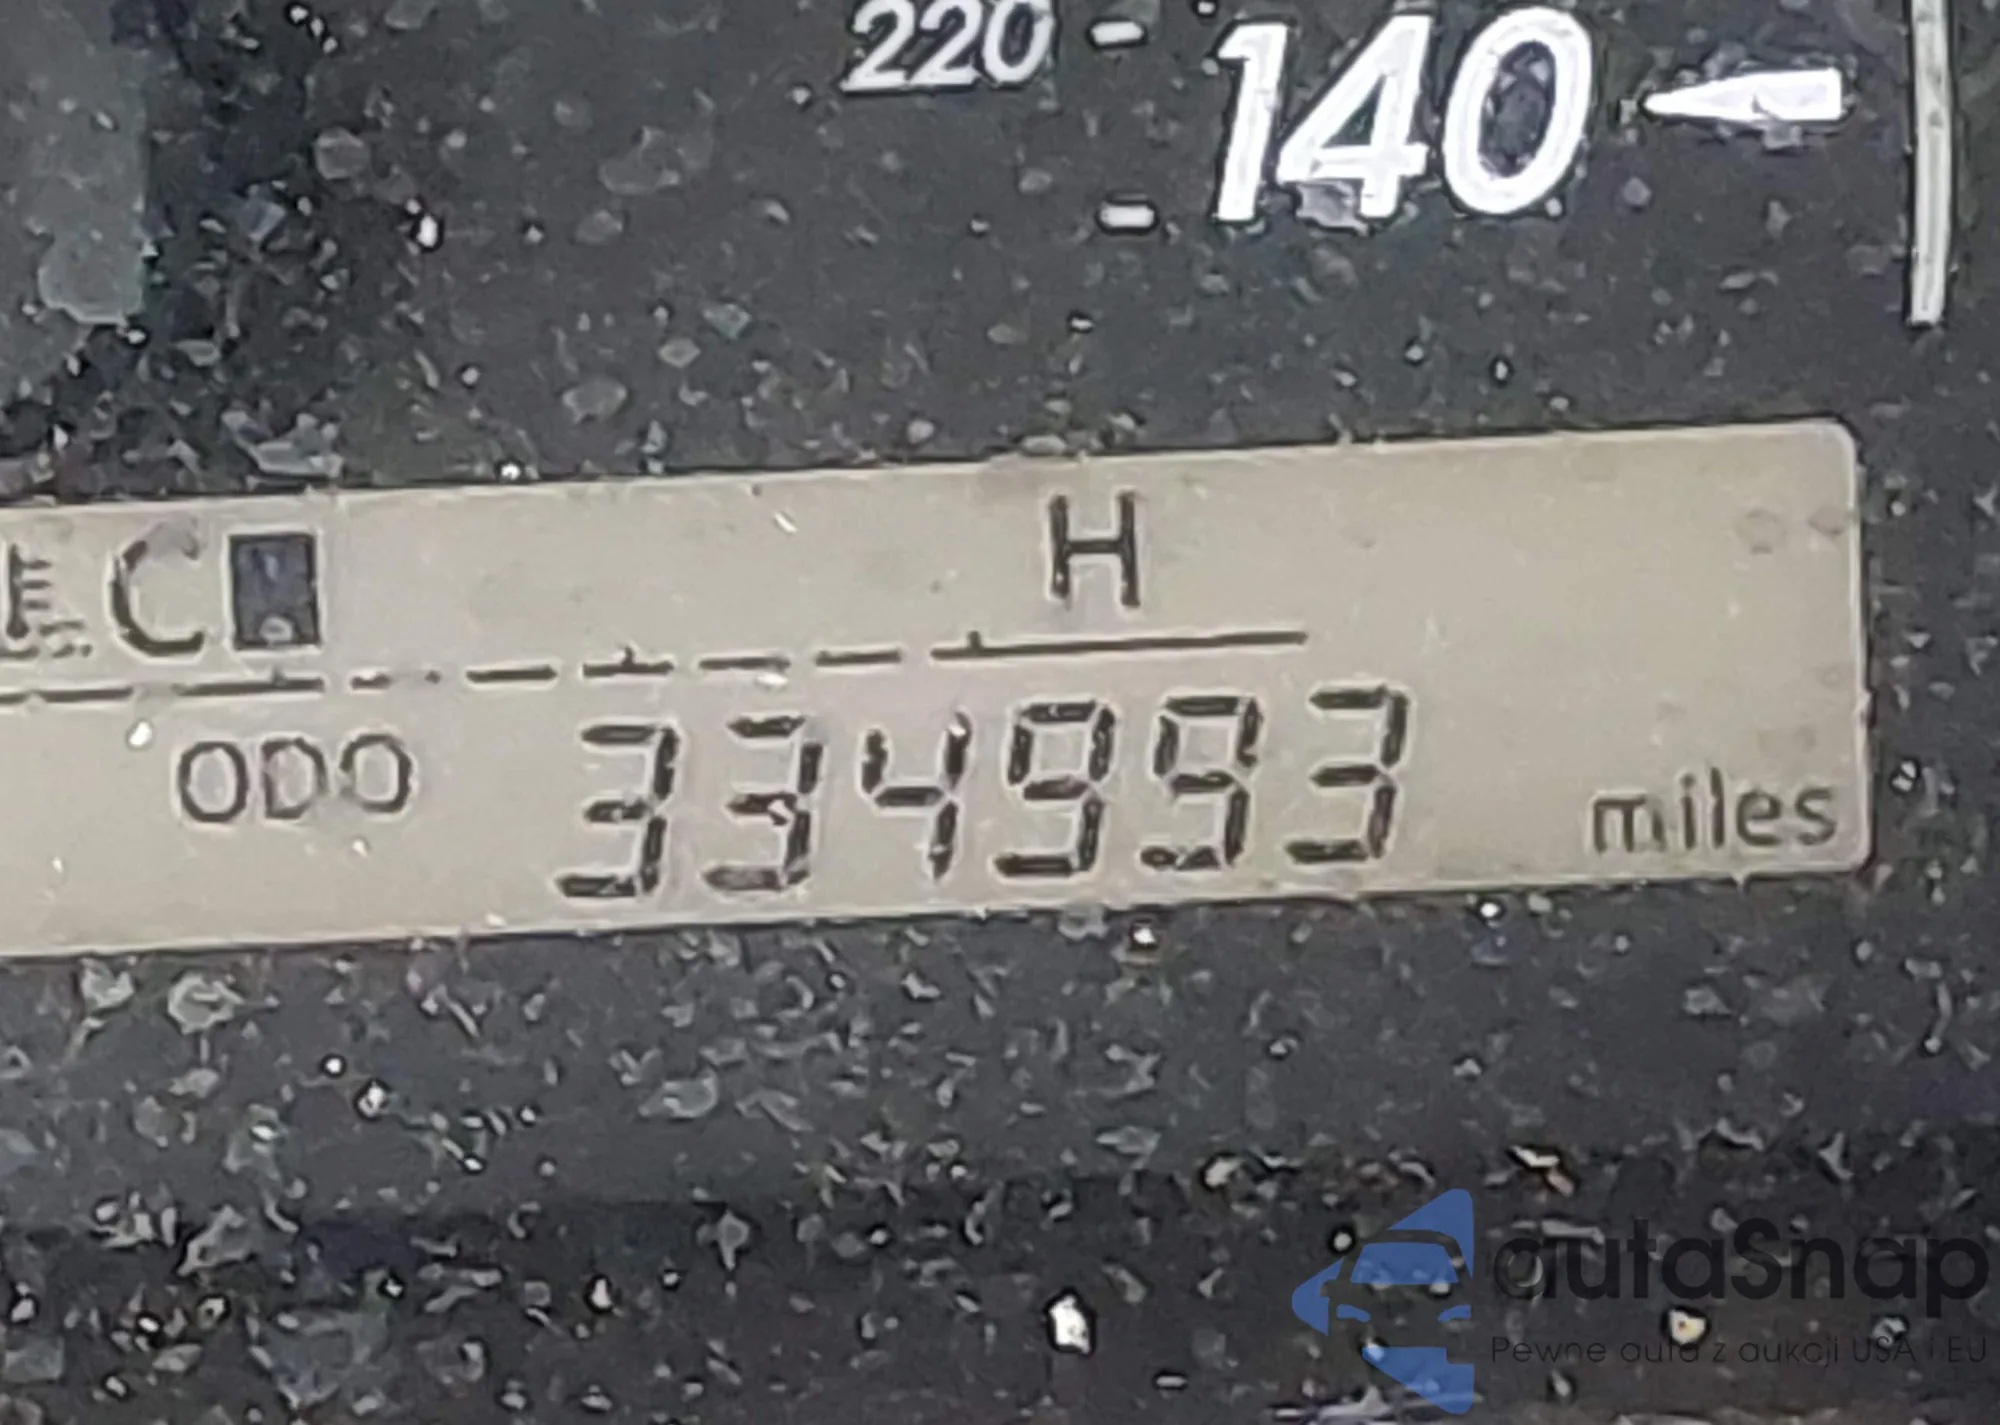 220 140
C H
ODO 334993 miles
autaSnap
Pewne auta z aukcji USA i EU